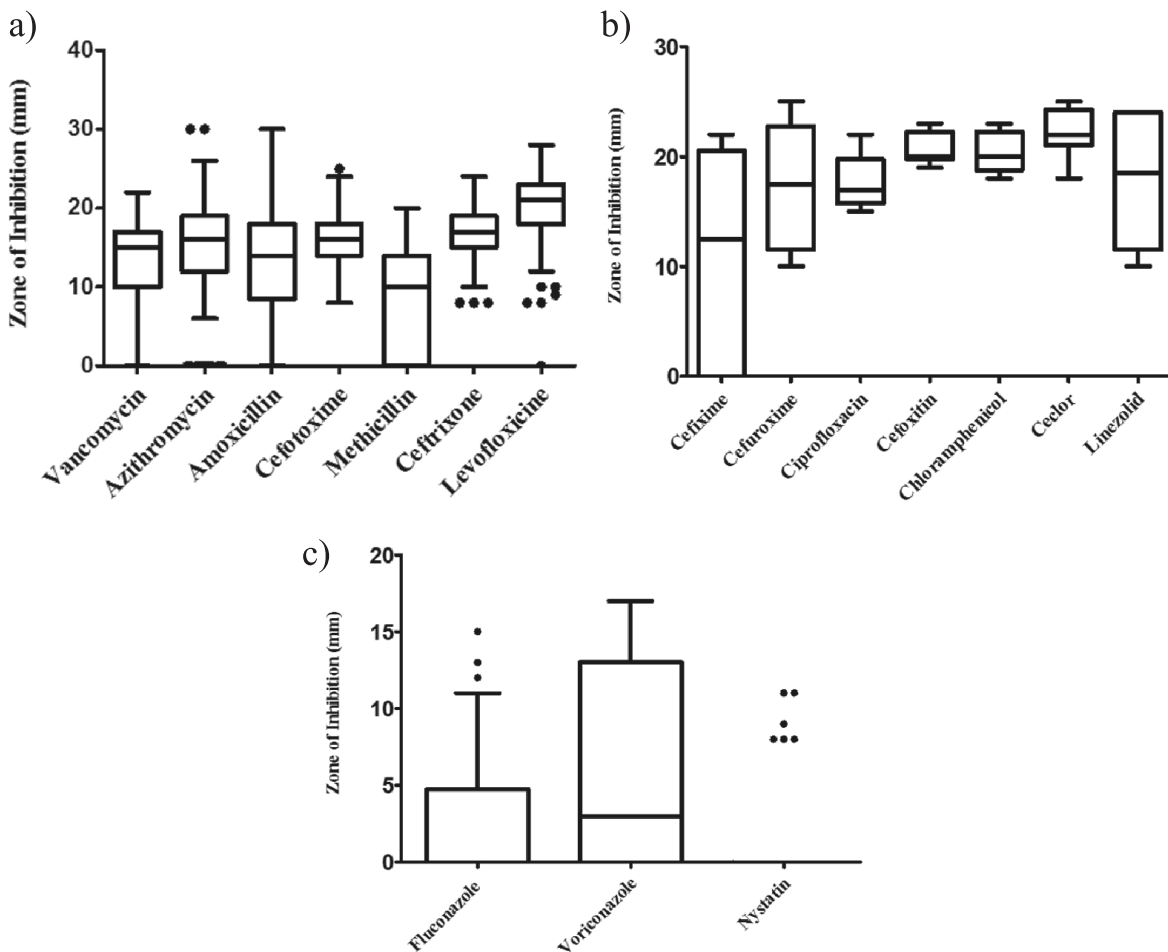 a)
Zone of Inhibition (mm)
40
30
20
10
0
Vancomycin
Azithromycin
Amoxicillin
Cefotoxime
Methicillin
Ceftrixone
Levofloxicine
b)
Zone of Inhibition (mm)
30
20
10
0
Cefixime
Cefuroxime
Ciprofloxacin
Cefoxitin
Chloramphenicol
Ceclor
Linezolid
c)
Zone of Inhibition (mm)
20
15
10
5
0
Fluconazole
Voriconazole
Nystatin